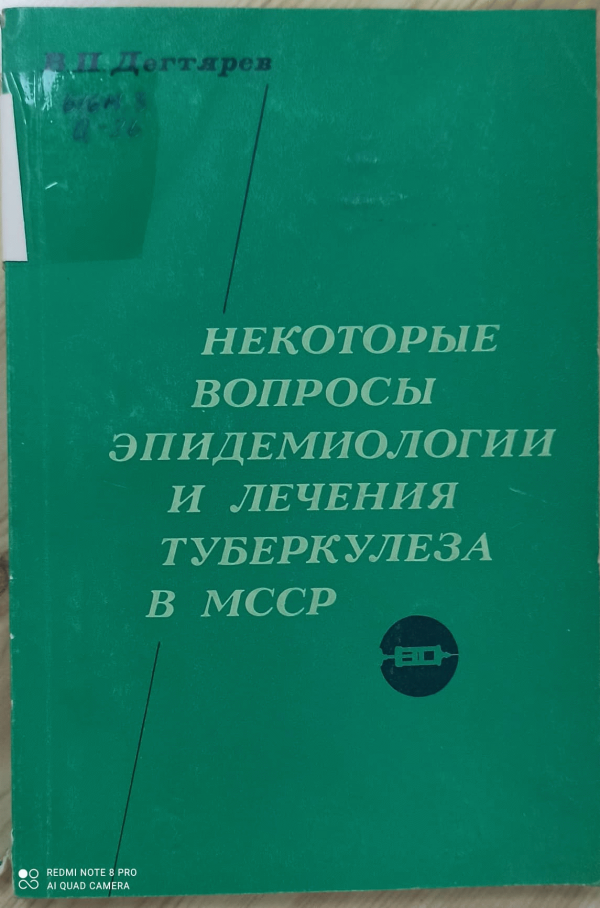 В П Дегтярев
НЕКОТОРЫЕ
ВОПРОСЫ
ЭПИДЕМИОЛОГИИ
И ЛЕЧЕНИЯ
ТУБЕРКУЛЕЗА
В МССР
REDMI NOTE 8 PRO
AI QUAD CAMERA